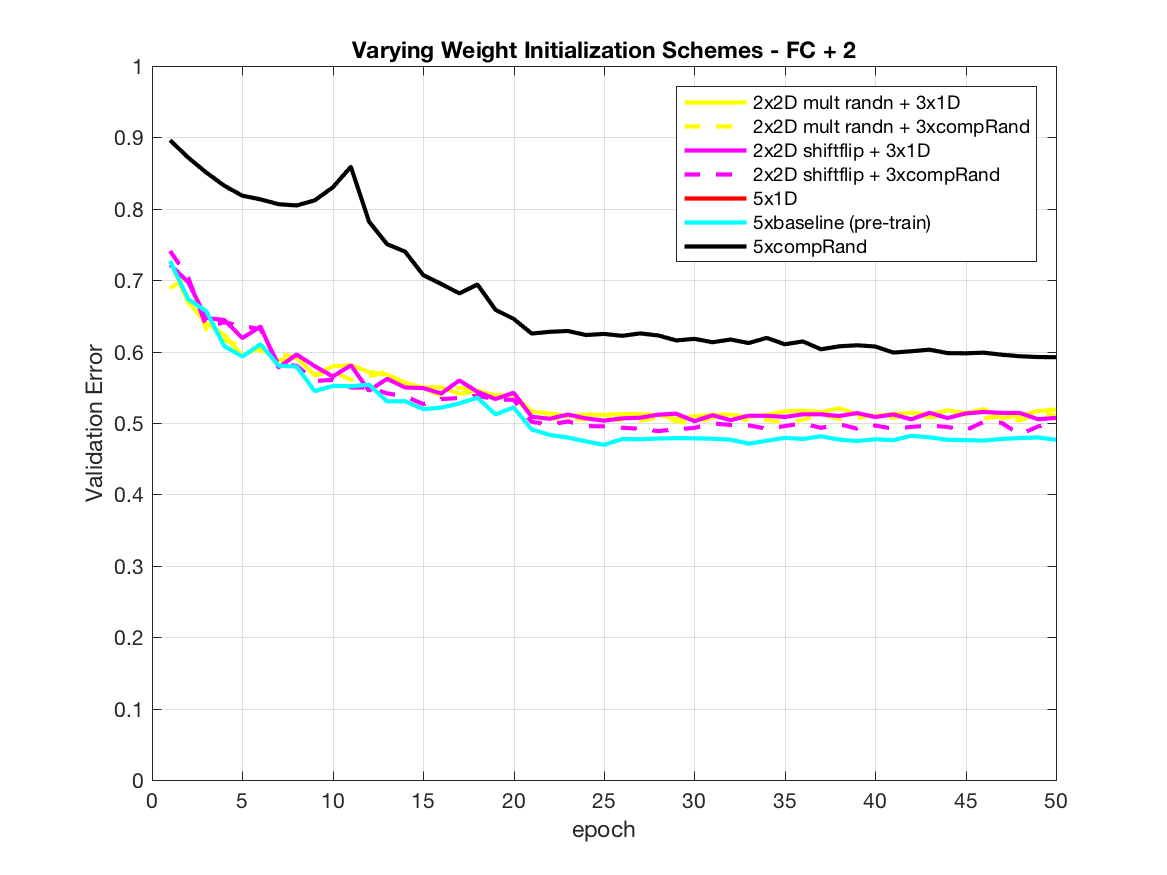 Varying Weight Initialization Schemes - FC + 2
1
0.9
0.8
0.7
0.6
0.5
0.4
0.3
0.2
0.1
0
Validation Error
2x2D mult randn + 3x1D
2x2D mult randn + 3xcompRand
2x2D shiftflip + 3x1D
2x2D shiftflip + 3xcompRand
5x1D
5xbaseline (pre-train)
5xcompRand
0 5 10 15 20 25 30 35 40 45 50
epoch